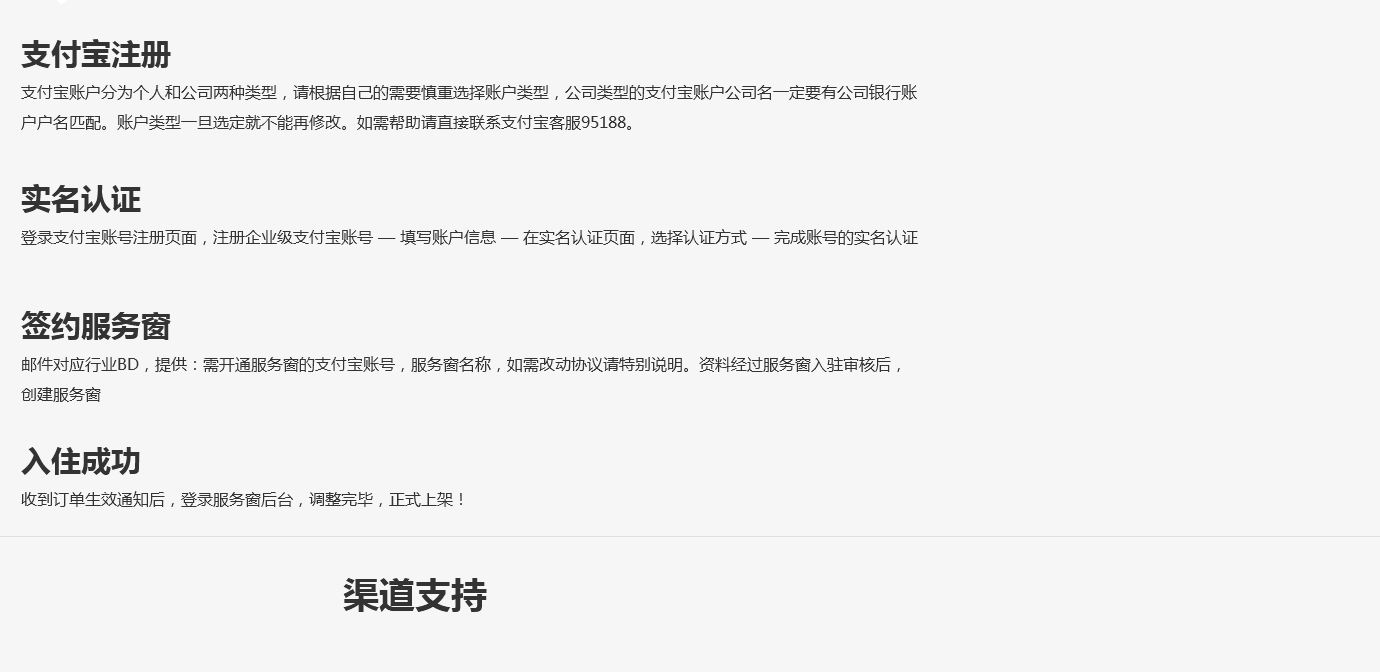 支付宝注册
支付宝账户分为个人和公司两种类型，请根据自己的需要慎重选择账户类型，公司类型的支付宝账户公司名一定要有公司银行账
户户名匹配。账户类型一旦选定就不能再修改。如需帮助请直接联系支付宝客服95188。
实名认证
登录支付宝账号注册页面，注册企业级支付宝账号 — 填写账户信息 — 在实名认证页面，选择认证方式 — 完成账号的实名认证
签约服务窗
邮件对应行业BD，提供：需开通服务窗的支付宝账号，服务窗名称，如需改动协议请特别说明。资料经过服务窗入驻审核后，
创建服务窗
入住成功
收到订单生效通知后，登录服务窗后台，调整完毕，正式上架！
渠道支持